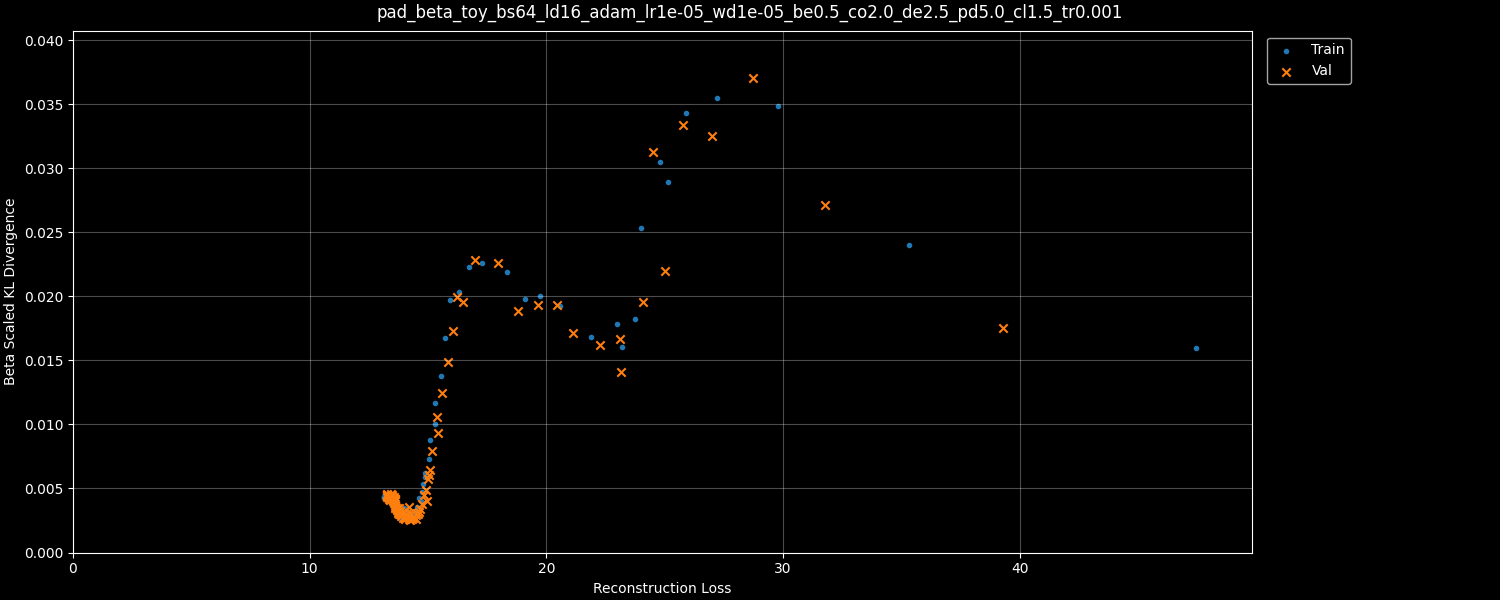 pad_beta_toy_bs64_ld16_adam_lr1e-05_wd1e-05_be0.5_co2.0_de2.5_pd5.0_cl1.5_tr0.001
Train
Val
Beta Scaled KL Divergence
0.040
0.035
0.030
0.025
0.020
0.015
0.010
0.005
0.000
0
10
20
30
40
Reconstruction Loss